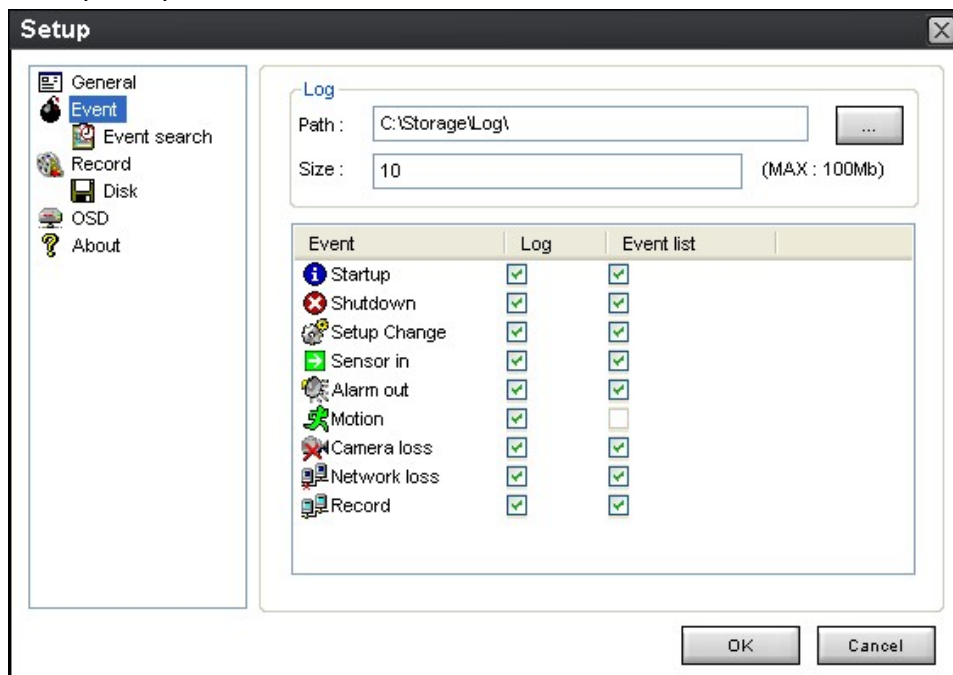 Setup
General
Event
Event search
Record
Disk
OSD
About
Log
Path : C:\Storage\Log\ ...
Size : 10 (MAX : 100Mb)
Event Log Event list
Startup
Shutdown
Setup Change
Sensor in
Alarm out
Motion
Camera loss
Network loss
Record
OK Cancel